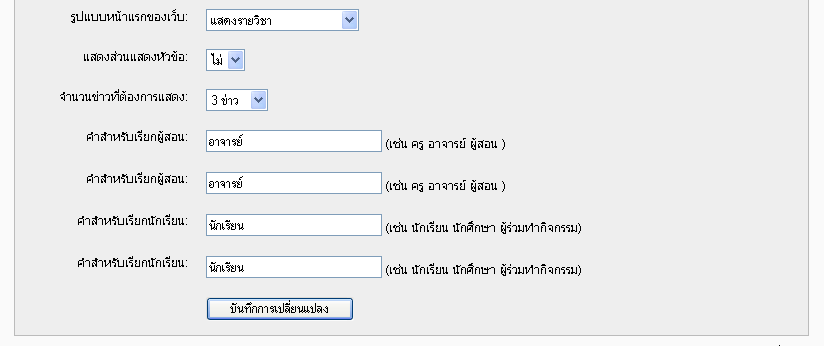 รูปแบบหน้าแรกของเว็บ: แสดงรายวิชา
แสดงส่วนแสดงหัวข้อ: ไม่
จำนวนข่าวที่ต้องการแสดง: 3 ข่าว
คำสำหรับเรียกผู้สอน: อาจารย์ (เช่น ครู อาจารย์ ผู้สอน )
คำสำหรับเรียกผู้สอน: อาจารย์ (เช่น ครู อาจารย์ ผู้สอน )
คำสำหรับเรียกนักเรียน: นักเรียน (เช่น นักเรียน นักศึกษา ผู้ร่วมทำกิจกรรม)
คำสำหรับเรียกนักเรียน: นักเรียน (เช่น นักเรียน นักศึกษา ผู้ร่วมทำกิจกรรม)
บันทึกการเปลี่ยนแปลง